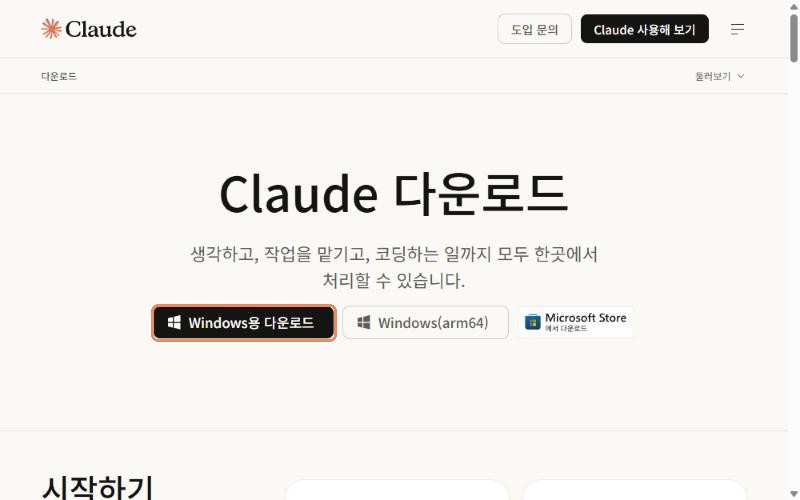 Claude
도입 문의
Claude 사용해 보기
다운로드
둘러보기
Claude 다운로드
생각하고, 작업을 맡기고, 코딩하는 일까지 모두 한곳에서
처리할 수 있습니다.
Windows용 다운로드
Windows(arm64)
Microsoft Store
에서 다운로드
시작하기